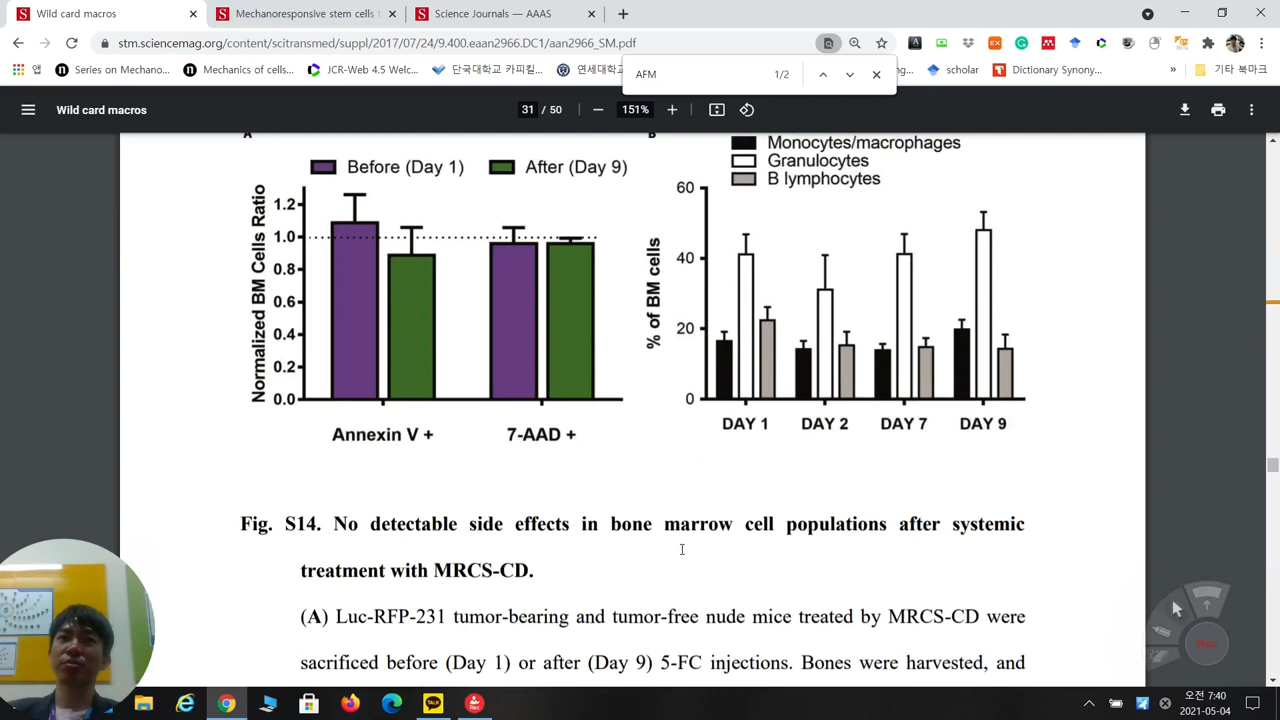 Wild card macros
Mechanoresponsive stem cells t
Science Journals — AAAS
stm.sciencemag.org/content/scitransmed/suppl/2017/07/24/9.400.eaan2966.DC1/aan2966_SM.pdf
앱
Series on Mechano...
Mechanics of cells...
JCR-Web 4.5 Welc...
단국대학교 카피킬...
연세대학교...
scholar
Dictionary Synony...
»
기타 북마크
AFM
1/2
Wild card macros
31 / 50
151%
A
Before (Day 1)
After (Day 9)
Normalized BM Cells Ratio
1.2
1.0
0.8
0.6
0.4
0.2
0.0
Annexin V +
7-AAD +
B
Monocytes/macrophages
Granulocytes
B lymphocytes
% of BM cells
60
40
20
0
DAY 1
DAY 2
DAY 7
DAY 9
Fig. S14. No detectable side effects in bone marrow cell populations after systemic
treatment with MRCS-CD.
(A) Luc-RFP-231 tumor-bearing and tumor-free nude mice treated by MRCS-CD were
sacrificed before (Day 1) or after (Day 9) 5-FC injections. Bones were harvested, and
TALK
Rec
오전 7:40
2021-05-04